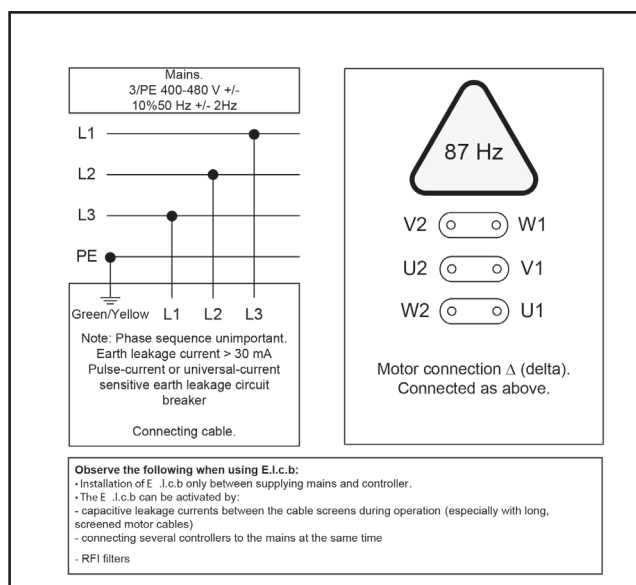 Mains.
3/PE 400-480 V +/-
10%50 Hz +/- 2Hz
L1
L2
L3
PE
Green/Yellow L1 L2 L3
Note: Phase sequence unimportant.
Earth leakage current > 30 mA
Pulse-current or universal-current
sensitive earth leakage circuit
breaker
Connecting cable.
87 Hz
V2 W1
U2 V1
W2 U1
Motor connection Δ (delta).
Connected as above.
Observe the following when using E.l.c.b:
• Installation of E .l.c.b only between supplying mains and controller.
• The E .l.c.b can be activated by:
- capacitive leakage currents between the cable screens during operation (especially with long,
screened motor cables)
- connecting several controllers to the mains at the same time
- RFI filters